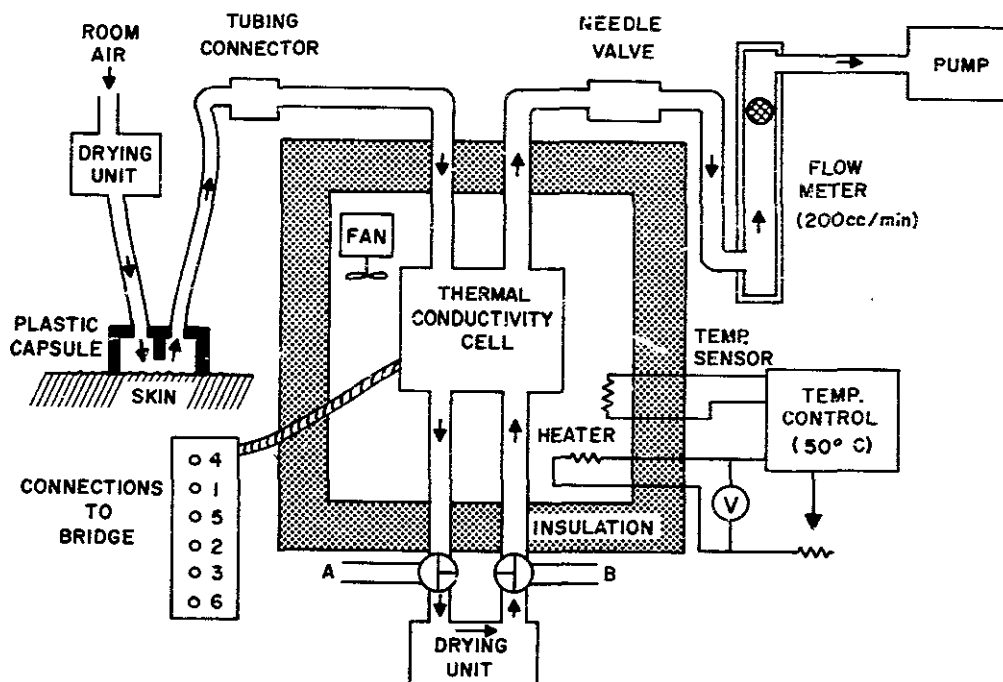 ROOM
AIR
TUBING
CONNECTOR
NEEDLE
VALVE
PUMP
DRYING
UNIT
FLOW
METER
(200cc/min)
FAN
THERMAL
CONDUCTIVITY
CELL
PLASTIC
CAPSULE
SKIN
TEMP.
SENSOR
TEMP.
CONTROL
(50° C)
HEATER
V
CONNECTIONS
TO
BRIDGE
4
1
5
2
3
6
INSULATION
A
B
DRYING
UNIT